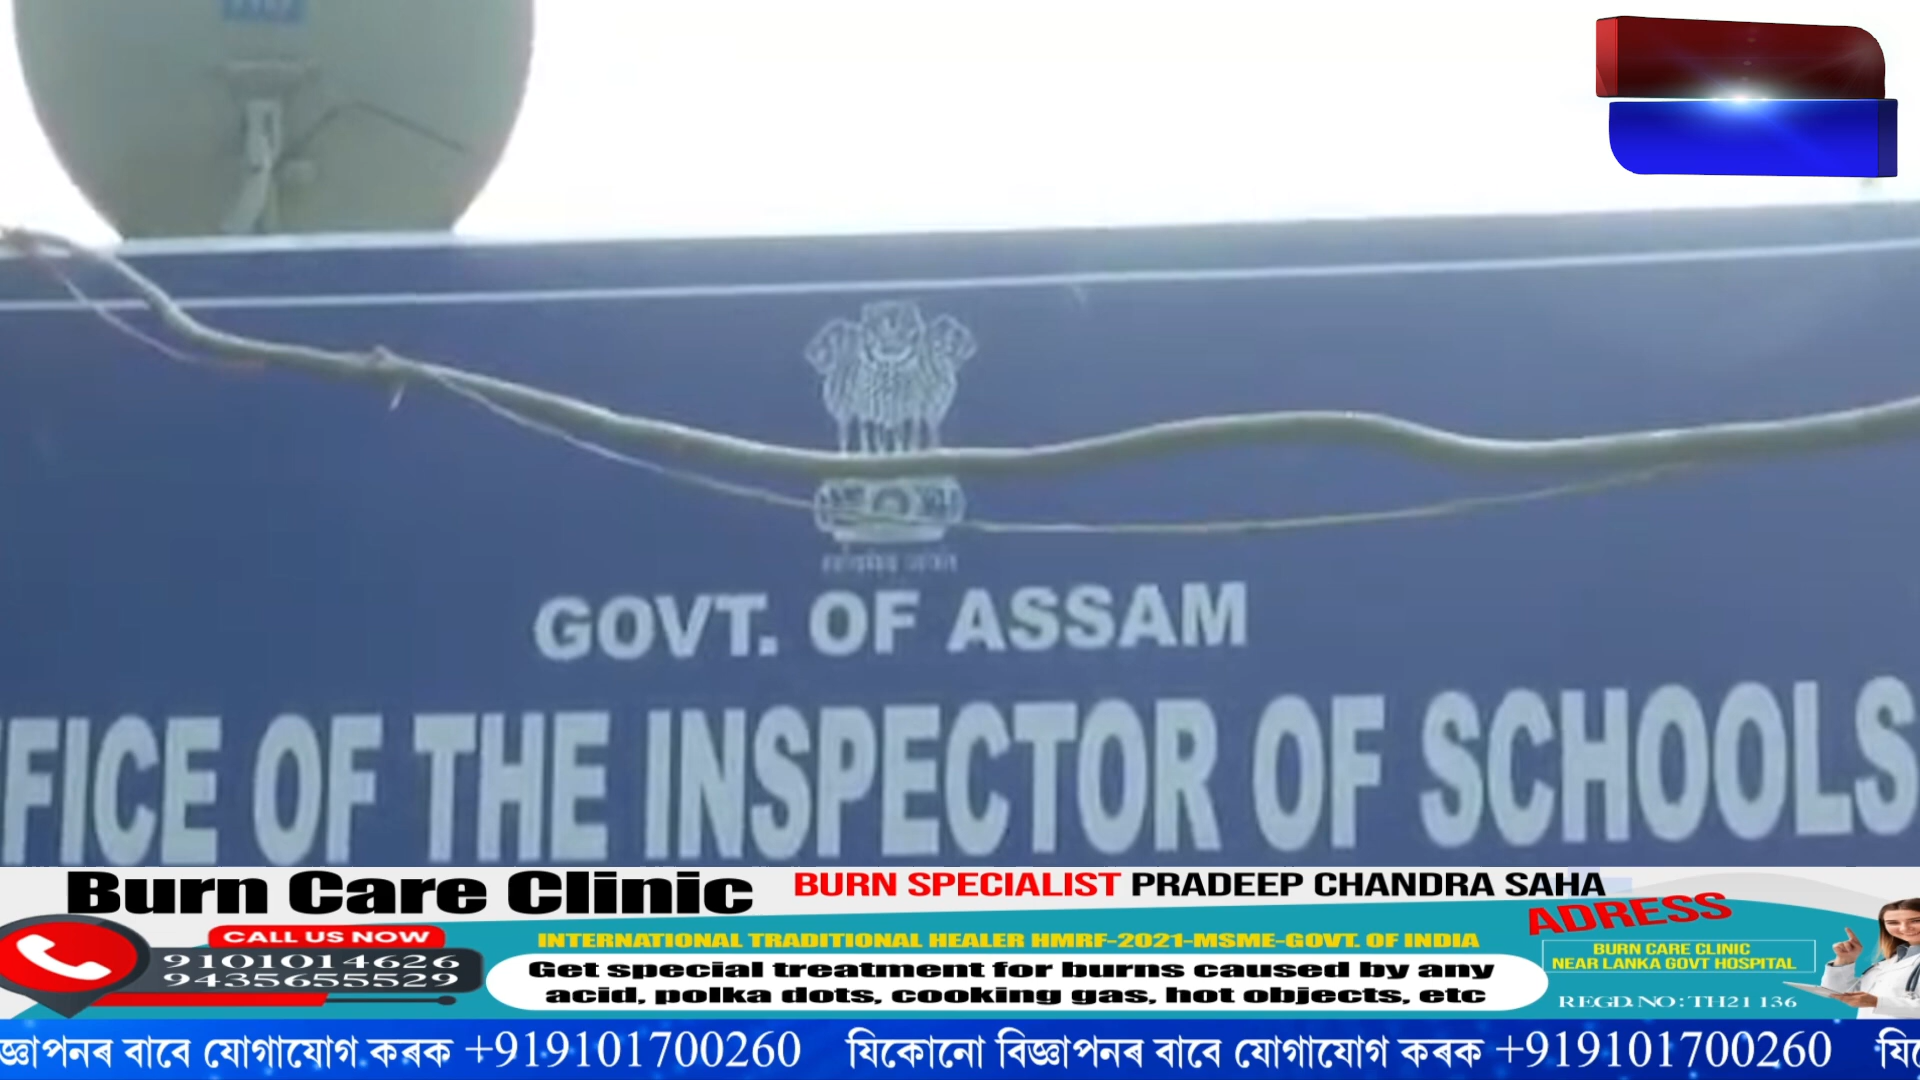 GOVT. OF ASSAM
FFICE OF THE INSPECTOR OF SCHOOLS
Burn Care Clinic
BURN SPECIALIST PRADEEP CHANDRA SAHA
ADRESS
CALL US NOW
9101014626
9435655529
INTERNATIONAL TRADITIONAL HEALER HMRF-2021-MSME-GOVT. OF INDIA
Get special treatment for burns caused by any
acid, polka dots, cooking gas, hot objects, etc
BURN CARE CLINIC
NEAR LANKA GOVT HOSPITAL
REGD.NO:TH21 136
জ্ঞাপনৰ বাবে যোগাযোগ কৰক +919101700260 যিকোনো বিজ্ঞাপনৰ বাবে যোগাযোগ কৰক +919101700260